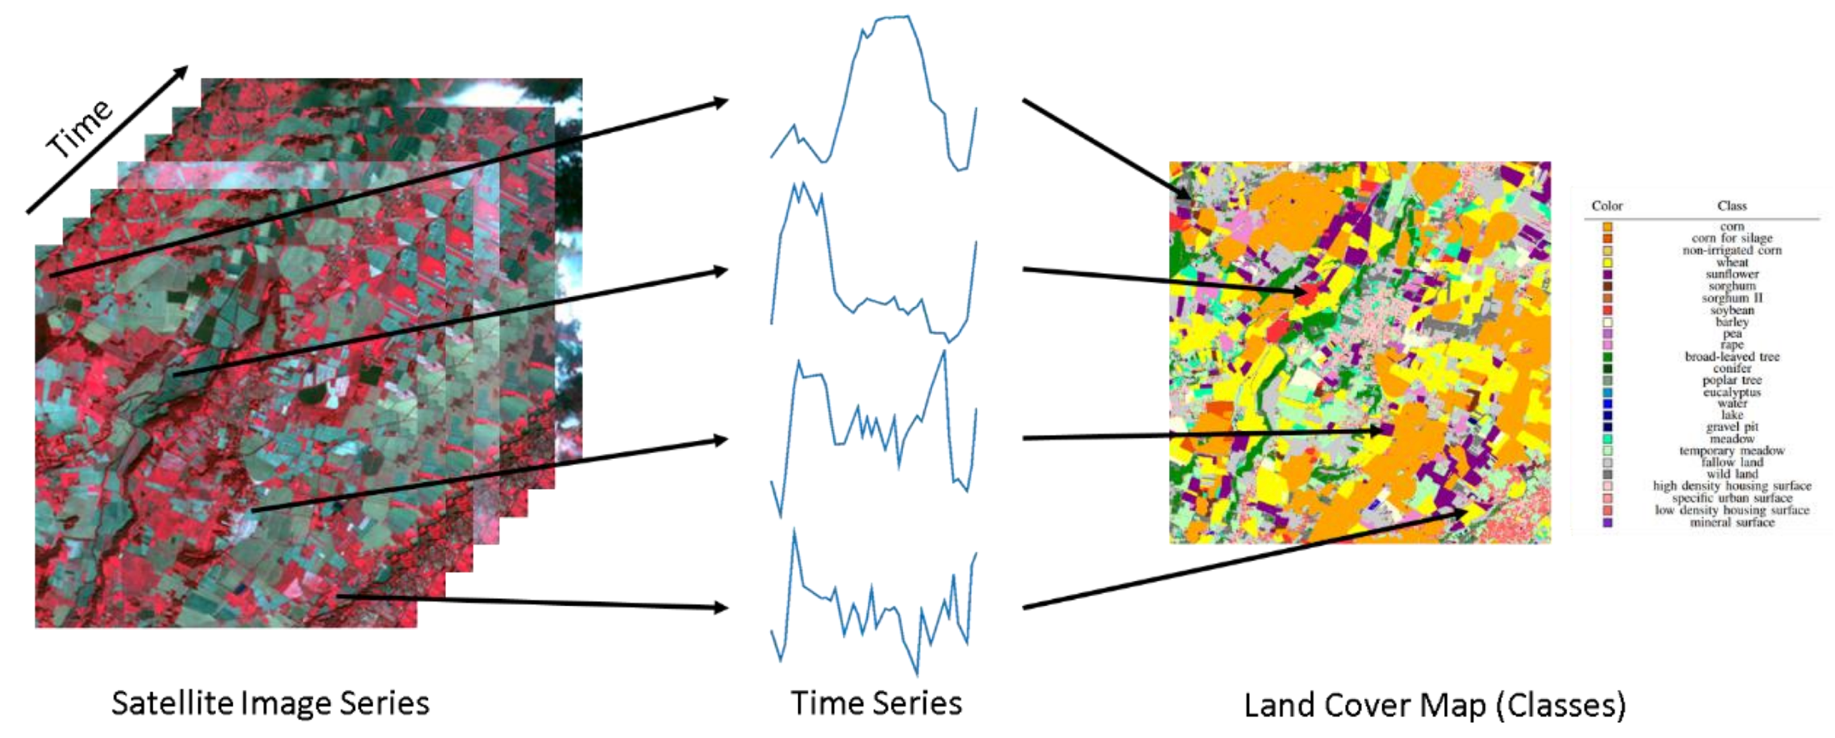 Time
Color Class
corn
corn for silage
non-irrigated corn
wheat
sunflower
sorghum
sorghum II
soybean
barley
pea
rape
broad-leaved tree
conifer
poplar tree
eucalyptus
water
lake
gravel pit
meadow
temporary meadow
fallow land
wild land
high density housing surface
specific urban surface
low density housing surface
mineral surface
Satellite Image Series
Time Series
Land Cover Map (Classes)